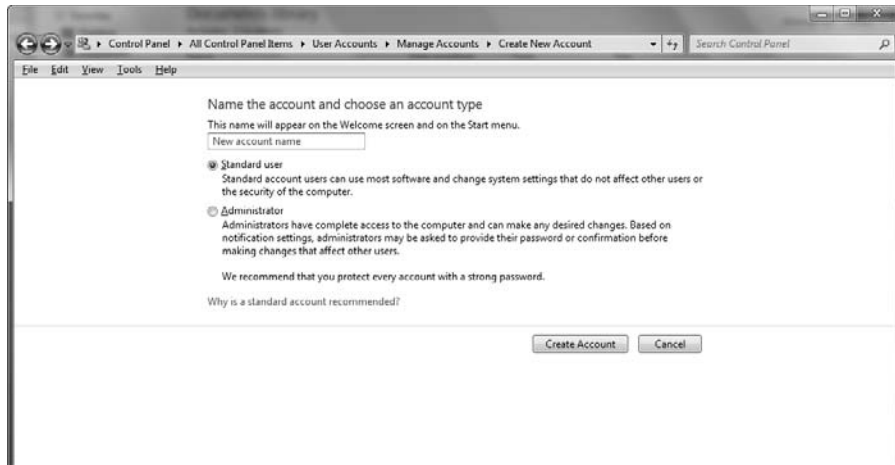 Control Panel ▸ All Control Panel Items ▸ User Accounts ▸ Manage Accounts ▸ Create New Account
Search Control Panel
File Edit View Tools Help
Name the account and choose an account type
This name will appear on the Welcome screen and on the Start menu.
New account name
Standard user
Standard account users can use most software and change system settings that do not affect other users or
the security of the computer.
Administrator
Administrators have complete access to the computer and can make any desired changes. Based on
notification settings, administrators may be asked to provide their password or confirmation before
making changes that affect other users.
We recommend that you protect every account with a strong password.
Why is a standard account recommended?
Create Account Cancel